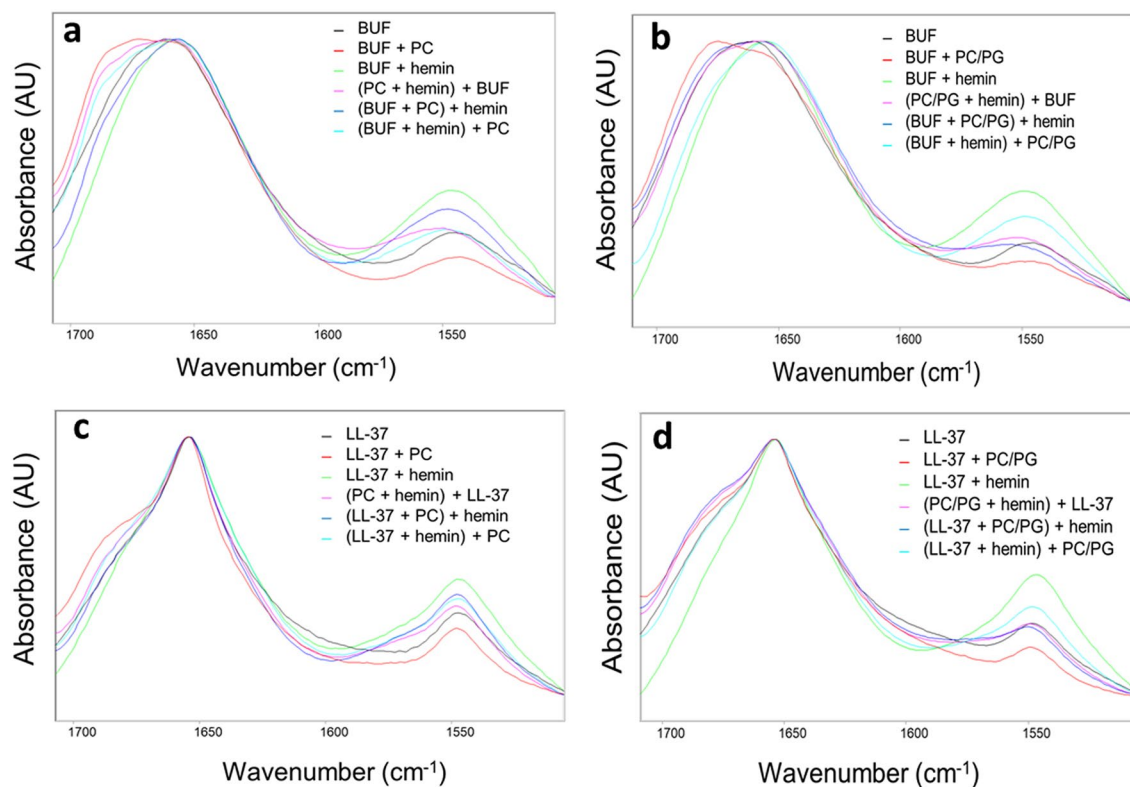 a
BUF
BUF + PC
BUF + hemin
(PC + hemin) + BUF
(BUF + PC) + hemin
(BUF + hemin) + PC
Absorbance (AU)
1700 1650 1600 1550
Wavenumber (cm⁻¹)
b
BUF
BUF + PC/PG
BUF + hemin
(PC/PG + hemin) + BUF
(BUF + PC/PG) + hemin
(BUF + hemin) + PC/PG
Absorbance (AU)
1700 1650 1600 1550
Wavenumber (cm⁻¹)
c
LL-37
LL-37 + PC
LL-37 + hemin
(PC + hemin) + LL-37
(LL-37 + PC) + hemin
(LL-37 + hemin) + PC
Absorbance (AU)
1700 1650 1600 1550
Wavenumber (cm⁻¹)
d
LL-37
LL-37 + PC/PG
LL-37 + hemin
(PC/PG + hemin) + LL-37
(LL-37 + PC/PG) + hemin
(LL-37 + hemin) + PC/PG
Absorbance (AU)
1700 1650 1600 1550
Wavenumber (cm⁻¹)